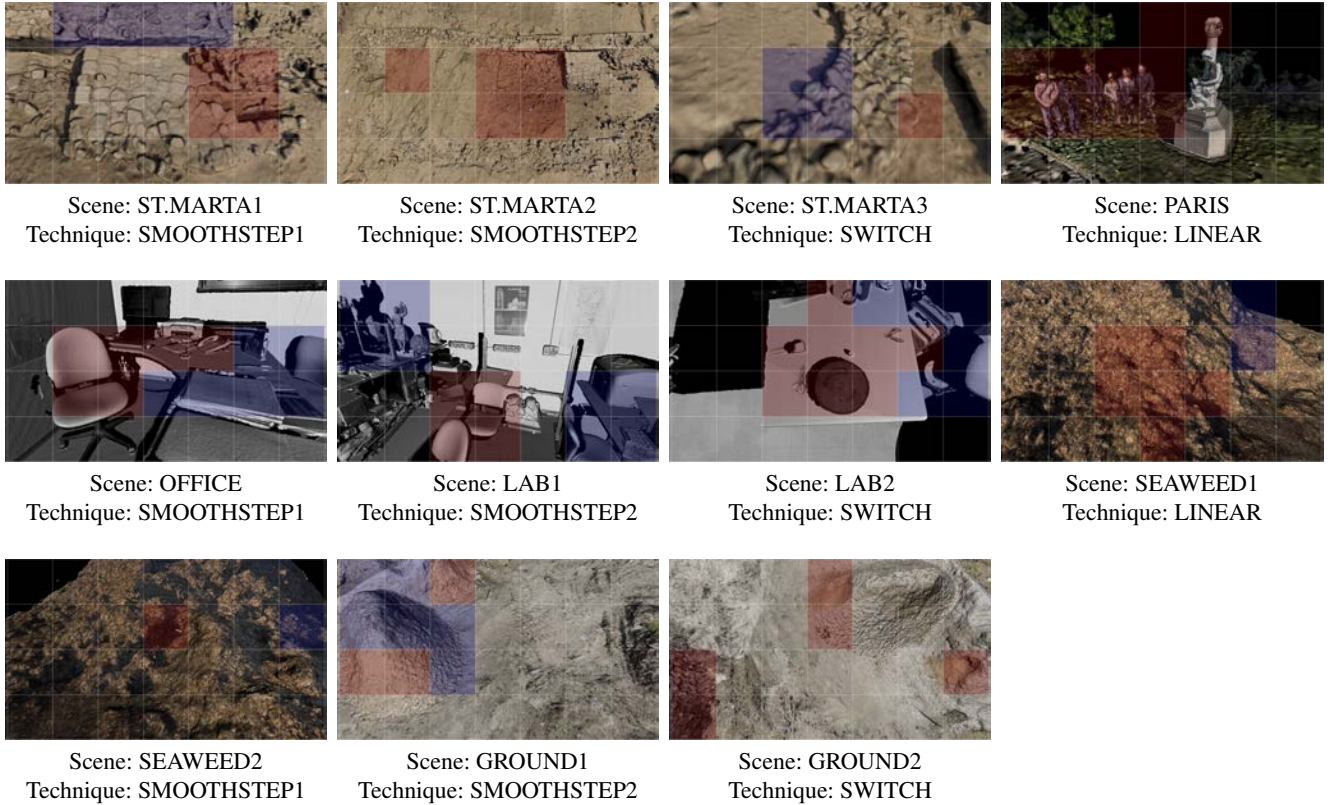 Scene: ST.MARTA1
Technique: SMOOTHSTEP1
Scene: ST.MARTA2
Technique: SMOOTHSTEP2
Scene: ST.MARTA3
Technique: SWITCH
Scene: PARIS
Technique: LINEAR
Scene: OFFICE
Technique: SMOOTHSTEP1
Scene: LAB1
Technique: SMOOTHSTEP2
Scene: LAB2
Technique: SWITCH
Scene: SEAWEED1
Technique: LINEAR
Scene: SEAWEED2
Technique: SMOOTHSTEP1
Scene: GROUND1
Technique: SMOOTHSTEP2
Scene: GROUND2
Technique: SWITCH